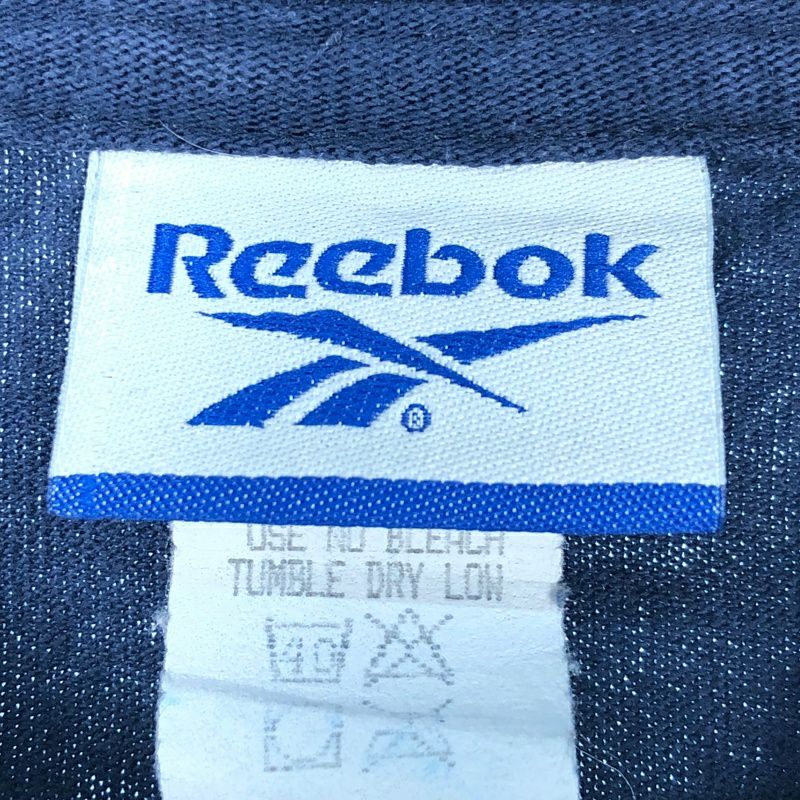 Reebok
®
USE NO BLEACH
TUMBLE DRY LOW
40